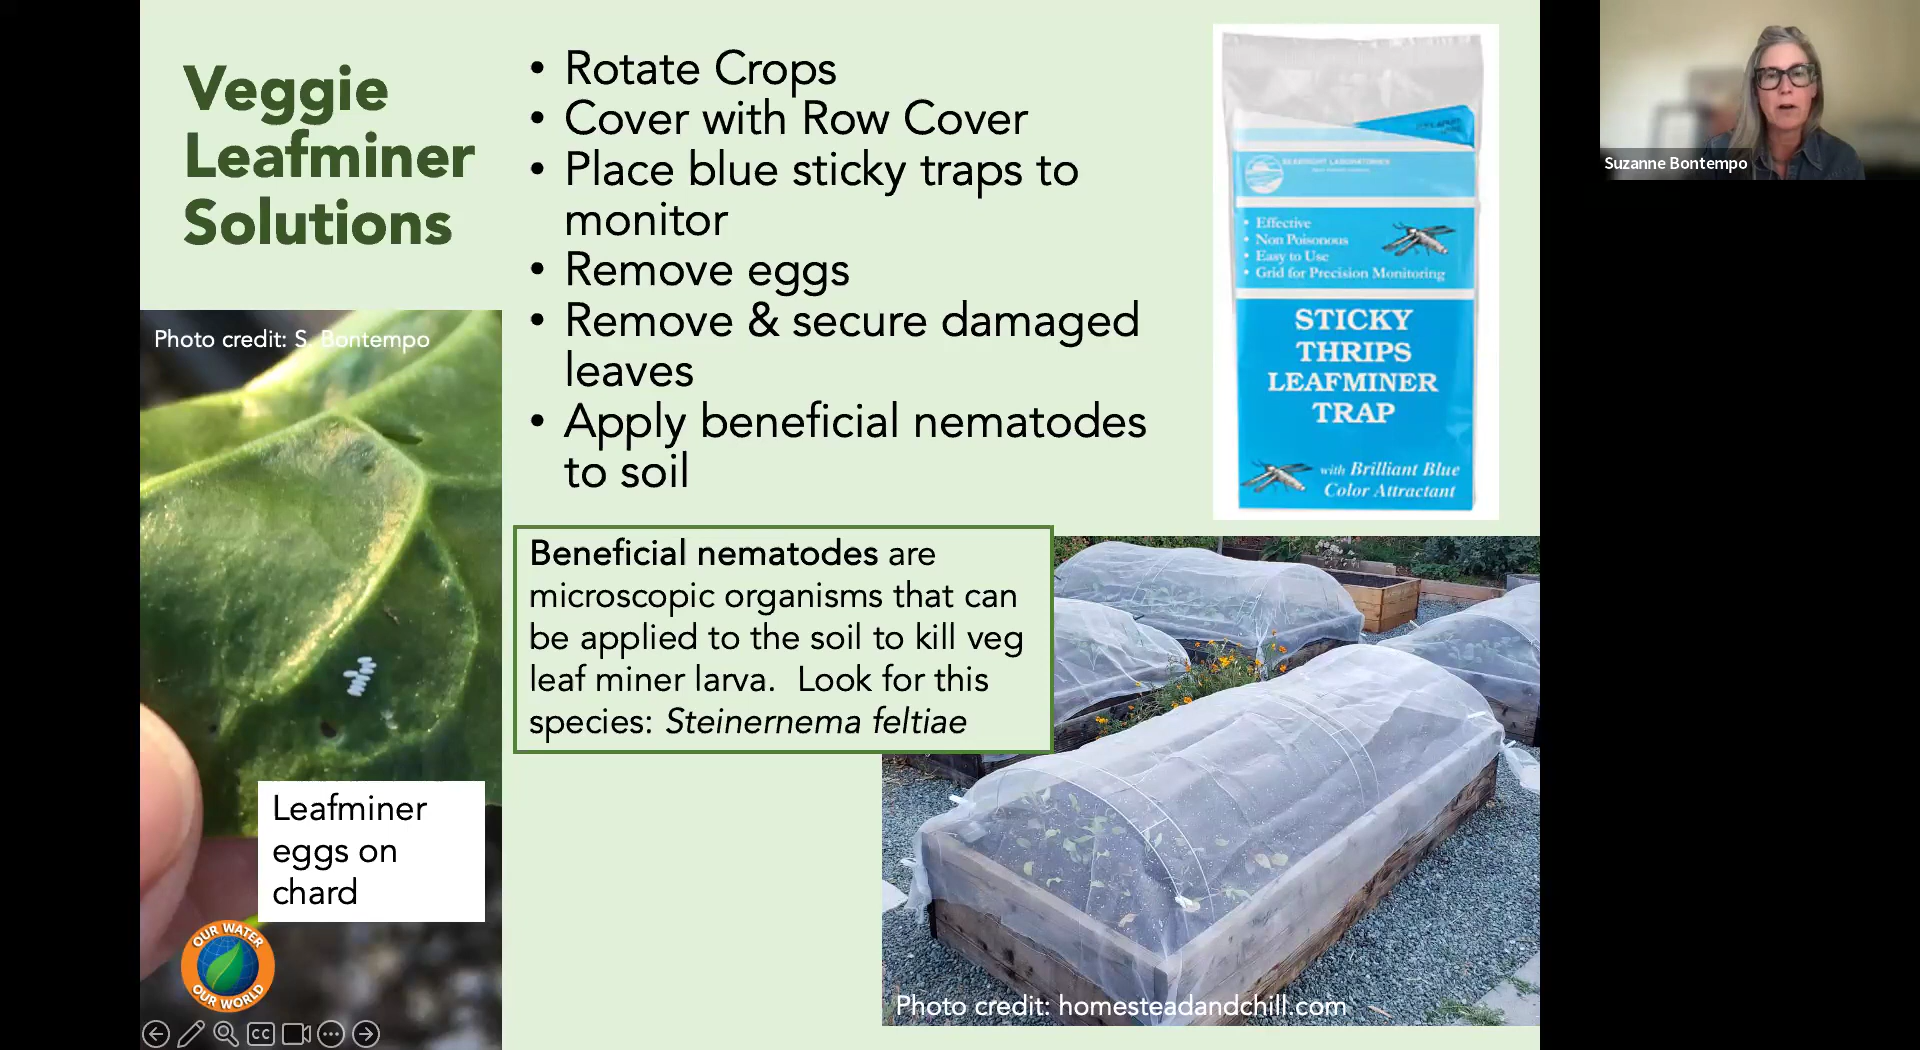 Veggie
Leafminer
Solutions
• Rotate Crops
• Cover with Row Cover
• Place blue sticky traps to
monitor
• Remove eggs
• Remove & secure damaged
leaves
• Apply beneficial nematodes
to soil
Beneficial nematodes are
microscopic organisms that can
be applied to the soil to kill veg
leaf miner larva. Look for this
species: Steinernema feltiae
Photo credit: S. Bontempo
Leafminer
eggs on
chard
OUR WATER
OUR WORLD
CC
SEABRIGHT LABORATORIES
• Effective
• Non Poisonous
• Easy to Use
• Grid for Precision Monitoring
STICKY
THRIPS
LEAFMINER
TRAP
with Brilliant Blue
Color Attractant
Photo credit: homesteadandchill.com
Suzanne Bontempo